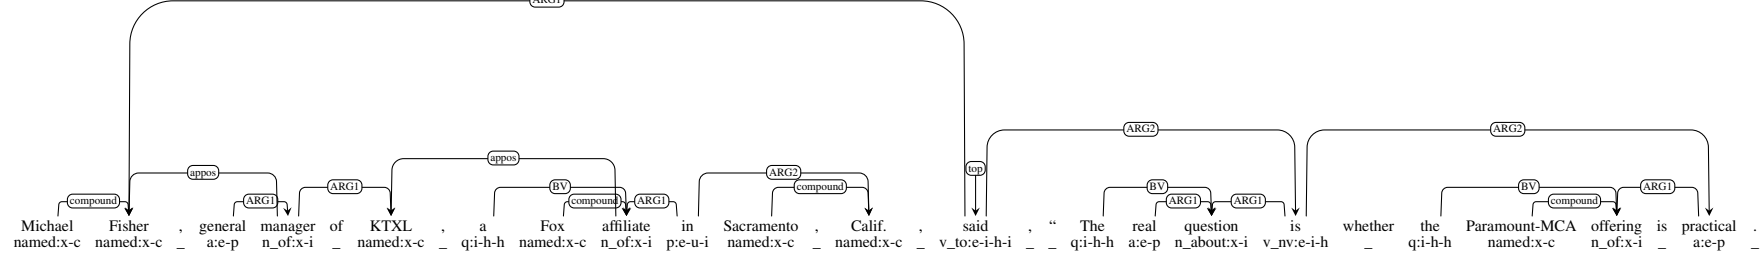 ARG1
ARG2 ARG2
appos
top
appos ARG2
ARG1 BV compound BV BV ARG1
compound ARG1 compound ARG1 ARG1 ARG1 compound
Michael Fisher , general manager of KTXL , a Fox affiliate in Sacramento , Calif. , said , “ The real question is whether the Paramount-MCA offering is practical .
named:x-c named:x-c _ a:e-p n_of:x-i _ named:x-c _ q:i-h-h named:x-c n_of:x-i p:e-u-i named:x-c _ named:x-c _ v_to:e-i-h-i _ _ q:i-h-h a:e-p n_about:x-i v_nv:e-i-h _ q:i-h-h named:x-c n_of:x-i _ a:e-p _